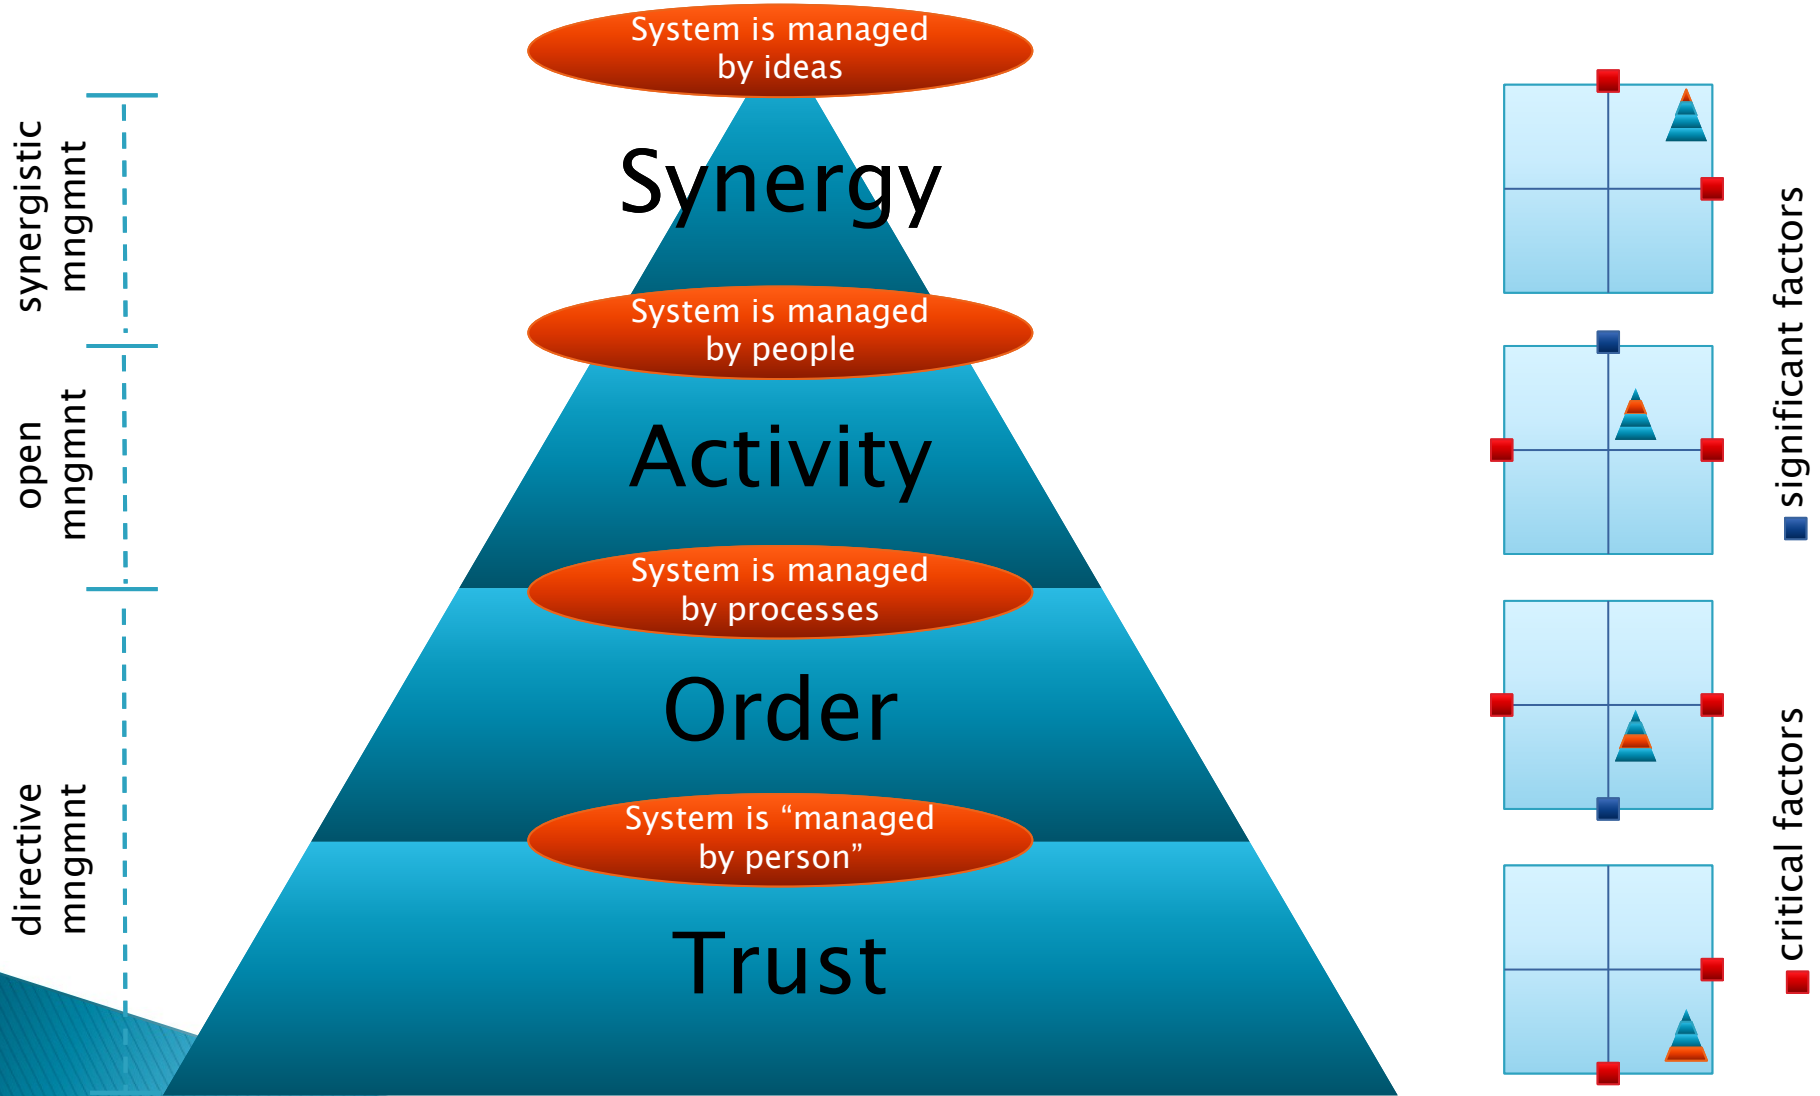 System is managed
by ideas
synergistic
mngmnt
Synergy
System is managed
by people
open
mngmnt
Activity
System is managed
by processes
Order
directive
mngmnt
System is “managed
by person”
Trust
significant factors
critical factors